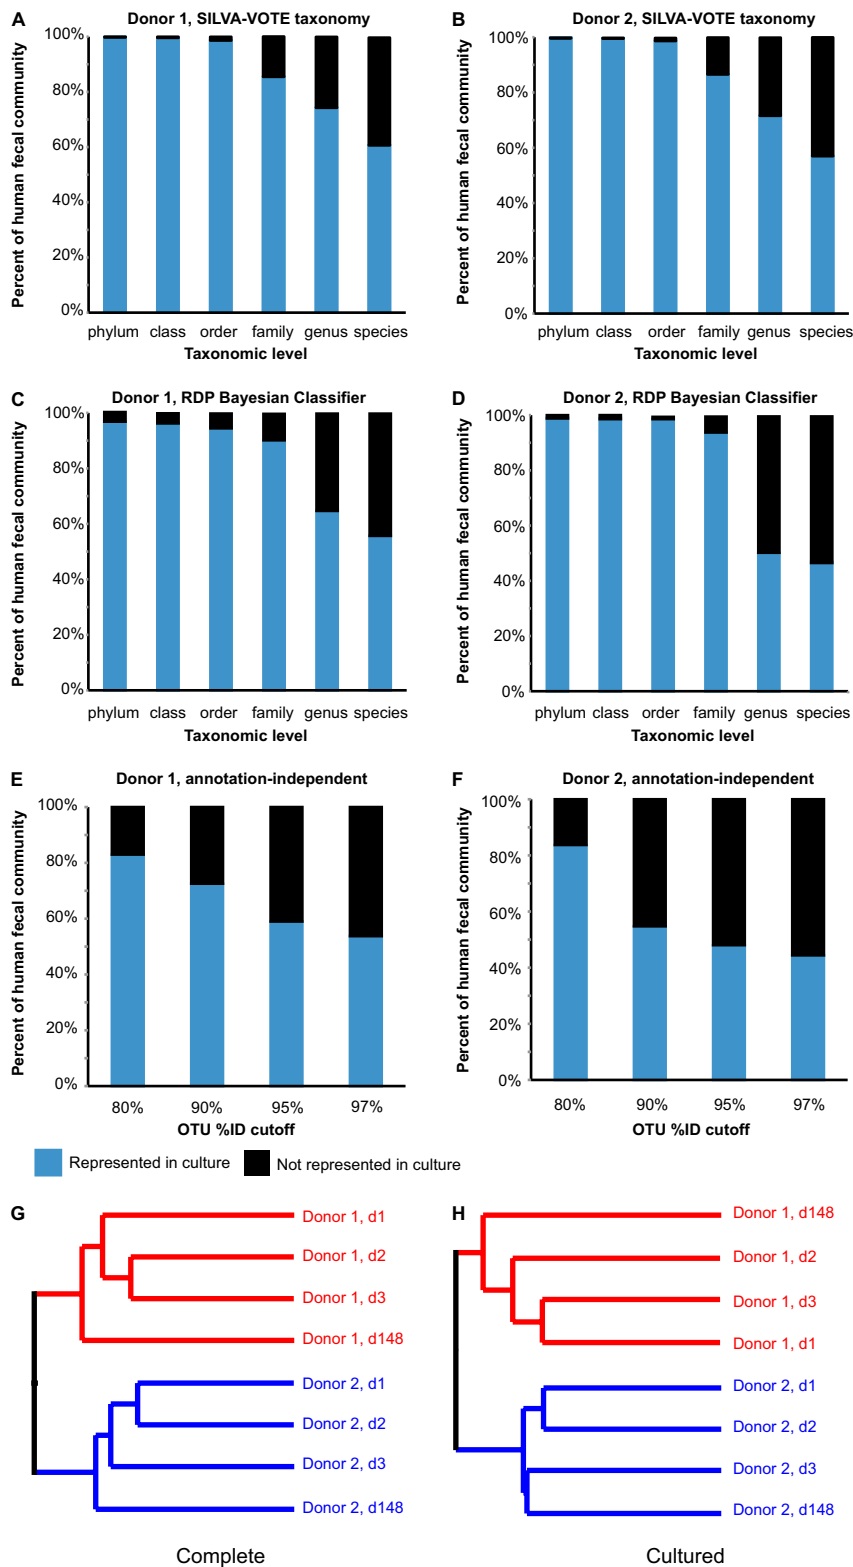 A
Donor 1, SILVA-VOTE taxonomy
Percent of human fecal community
100%
80%
60%
40%
20%
0%
phylum class order family genus species
Taxonomic level
B
Donor 2, SILVA-VOTE taxonomy
Percent of human fecal community
100%
80%
60%
40%
20%
0%
phylum class order family genus species
Taxonomic level
C
Donor 1, RDP Bayesian Classifier
Percent of human fecal community
100%
80%
60%
40%
20%
0%
phylum class order family genus species
Taxonomic level
D
Donor 2, RDP Bayesian Classifier
Percent of human fecal community
100%
80%
60%
40%
20%
0%
phylum class order family genus species
Taxonomic level
E
Donor 1, annotation-independent
Percent of human fecal community
100%
80%
60%
40%
20%
0%
80% 90% 95% 97%
OTU %ID cutoff
F
Donor 2, annotation-independent
Percent of human fecal community
100%
80%
60%
40%
20%
0%
80% 90% 95% 97%
OTU %ID cutoff
Represented in culture
Not represented in culture
G
Donor 1, d1
Donor 1, d2
Donor 1, d3
Donor 1, d148
Donor 2, d1
Donor 2, d2
Donor 2, d3
Donor 2, d148
Complete
H
Donor 1, d148
Donor 1, d2
Donor 1, d3
Donor 1, d1
Donor 2, d1
Donor 2, d2
Donor 2, d3
Donor 2, d148
Cultured